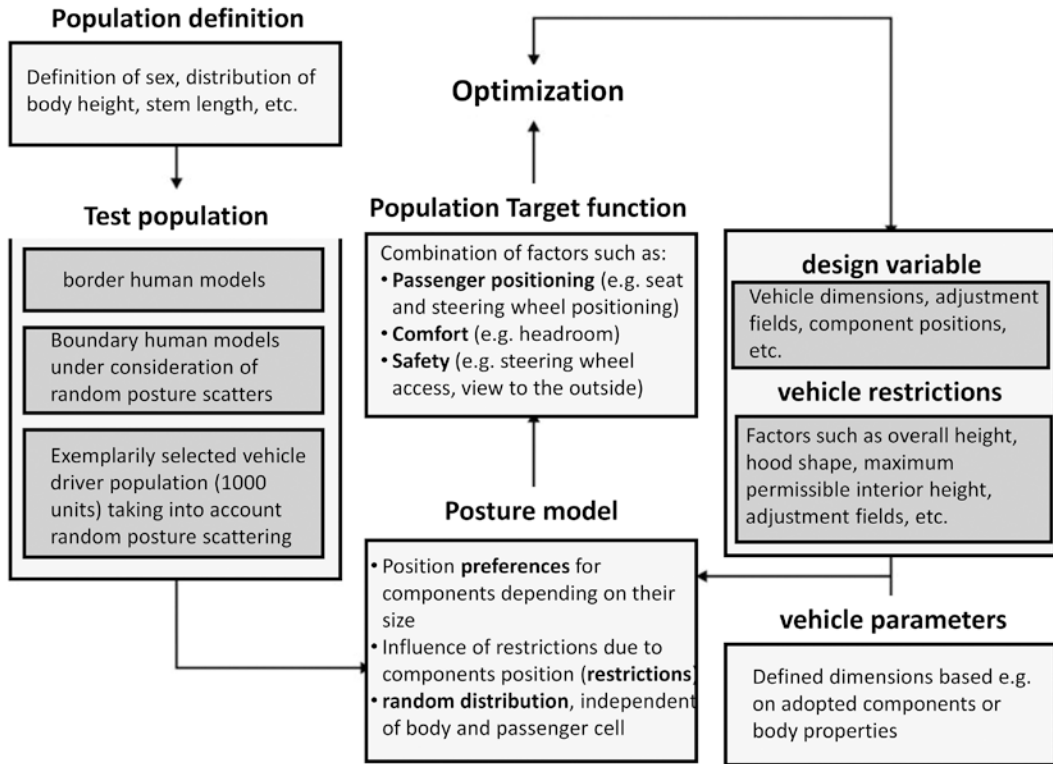 Population definition
Definition of sex, distribution of
body height, stem length, etc.
Test population
border human models
Boundary human models
under consideration of
random posture scatters
Exemplarily selected vehicle
driver population (1000
units) taking into account
random posture scattering
Optimization
Population Target function
Combination of factors such as:
• Passenger positioning (e.g. seat
and steering wheel positioning)
• Comfort (e.g. headroom)
• Safety (e.g. steering wheel
access, view to the outside)
Posture model
• Position preferences for
components depending on their
size
• Influence of restrictions due to
components position (restrictions)
• random distribution, independent
of body and passenger cell
design variable
Vehicle dimensions, adjustment
fields, component positions,
etc.
vehicle restrictions
Factors such as overall height,
hood shape, maximum
permissible interior height,
adjustment fields, etc.
vehicle parameters
Defined dimensions based e.g.
on adopted components or
body properties